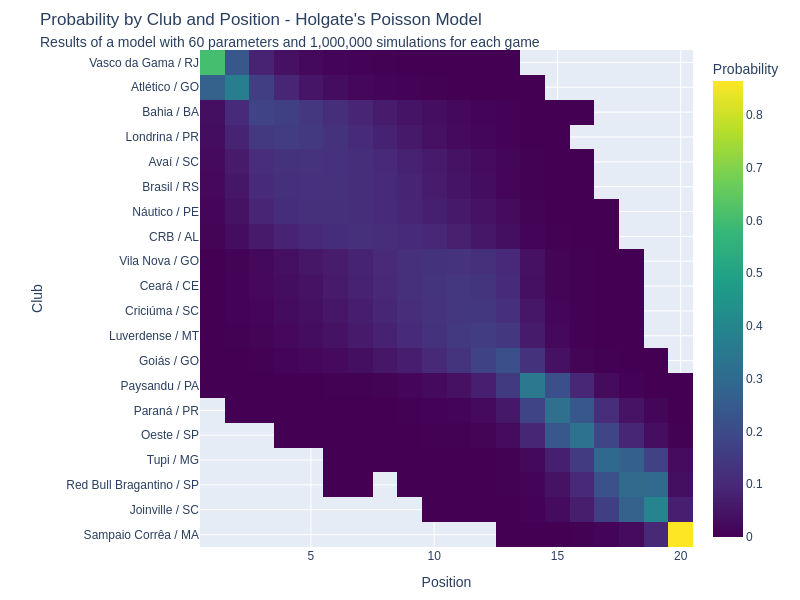 Probability by Club and Position - Holgate's Poisson Model
Results of a model with 60 parameters and 1,000,000 simulations for each game
Probability
Vasco da Gama / RJ
Atlético / GO
Bahia / BA
Londrina / PR
Avaí / SC
Brasil / RS
Náutico / PE
CRB / AL
Vila Nova / GO
Ceará / CE
Criciúma / SC
Luverdense / MT
Goiás / GO
Paysandu / PA
Paraná / PR
Oeste / SP
Tupi / MG
Red Bull Bragantino / SP
Joinville / SC
Sampaio Corrêa / MA
Club
0.8
0.7
0.6
0.5
0.4
0.3
0.2
0.1
0
5
10
15
20
Position